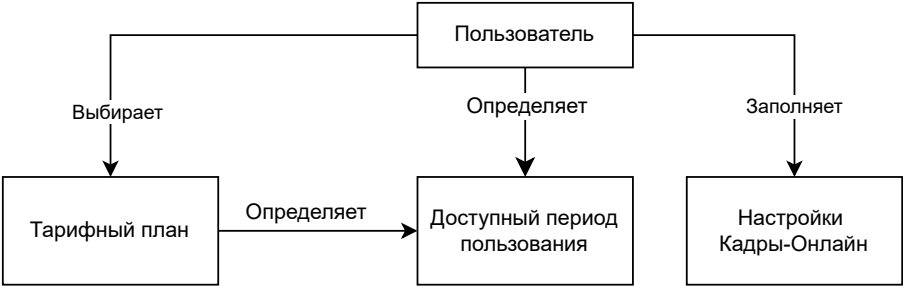 Пользователь
Выбирает
Определяет
Заполняет
Тарифный план
Определяет
Доступный период
пользования
Настройки
Кадры-Онлайн